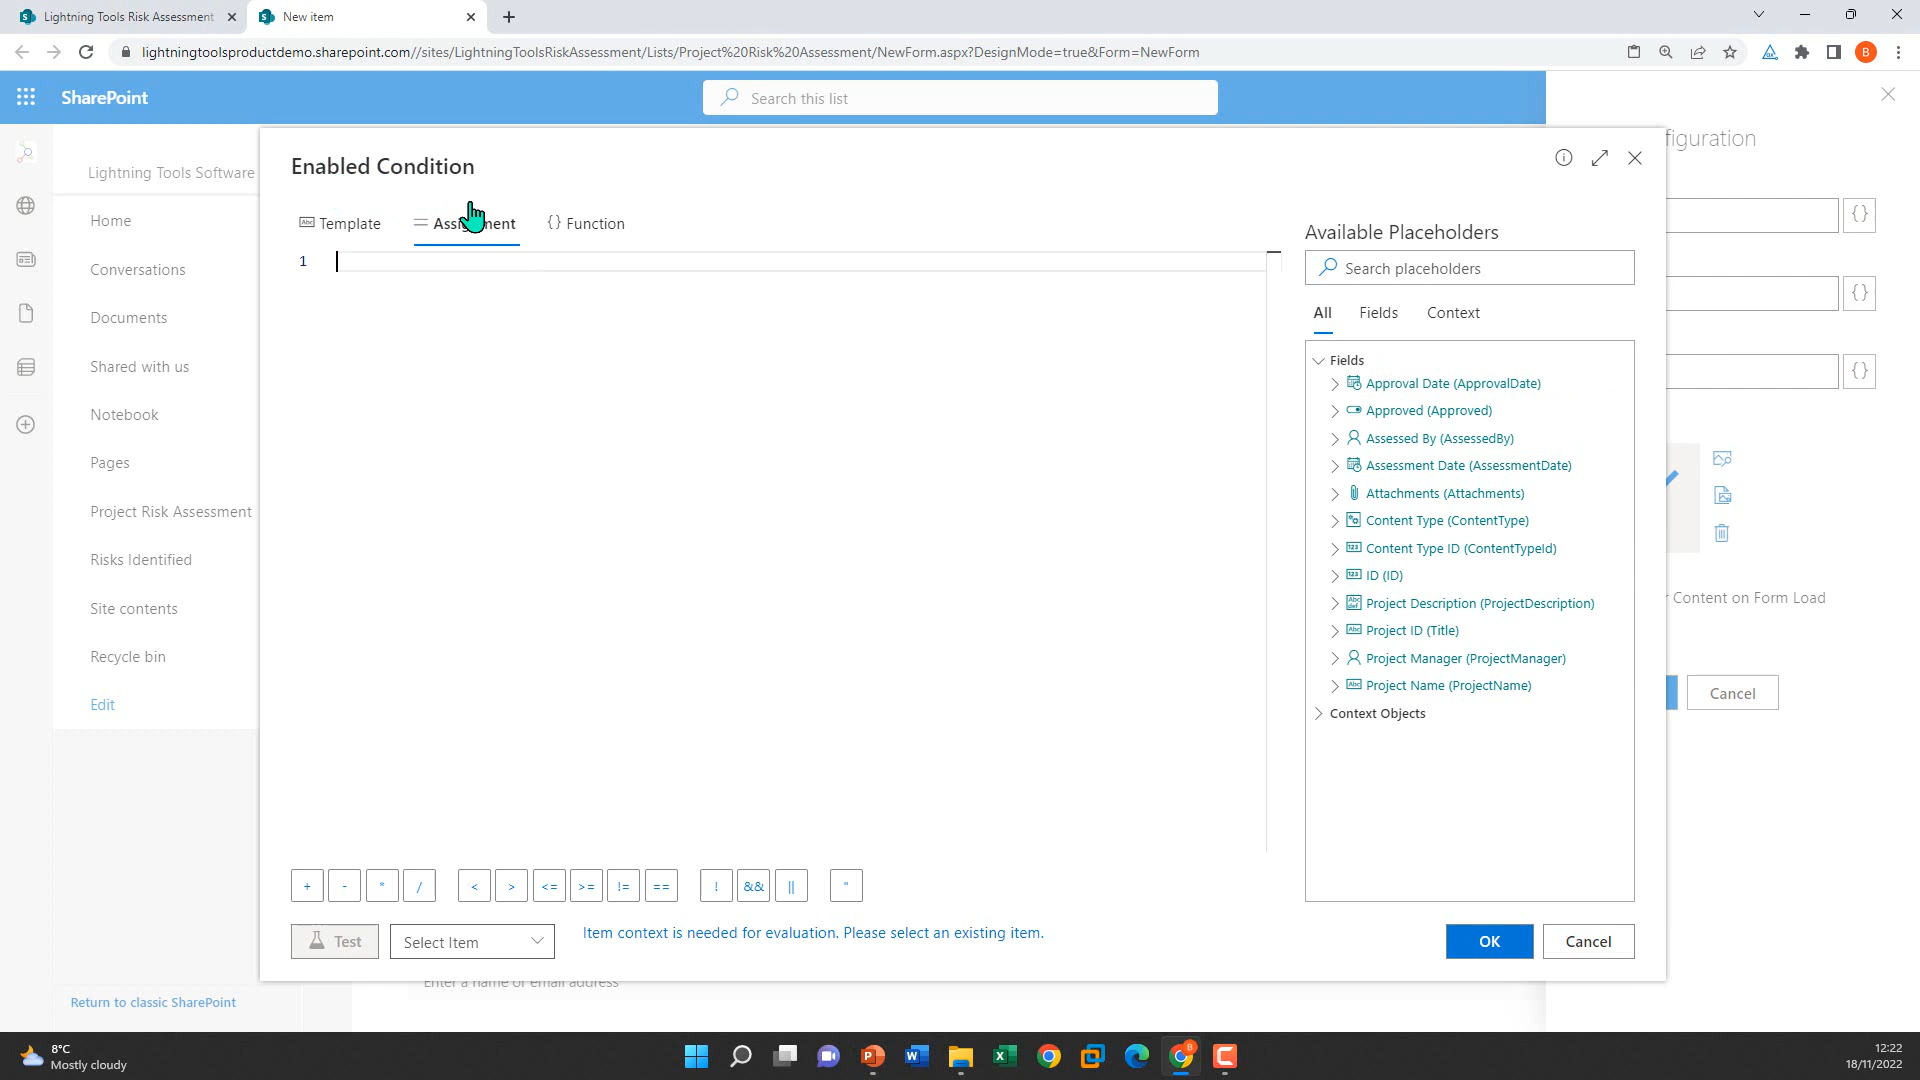 Lightning Tools Risk Assessment
New item
lightningtoolsproductdemo.sharepoint.com//sites/LightningToolsRiskAssessment/Lists/Project%20Risk%20Assessment/NewForm.aspx?DesignMode=true&Form=NewForm
B
SharePoint
Search this list
figuration
Lightning Tools Software
Home
Conversations
Documents
Shared with us
Notebook
Pages
Project Risk Assessment
Risks Identified
Site contents
Recycle bin
Edit
Return to classic SharePoint
Enabled Condition
Template
Assignment
{} Function
1
Available Placeholders
Search placeholders
All
Fields
Context
Fields
Approval Date (ApprovalDate)
Approved (Approved)
Assessed By (AssessedBy)
Assessment Date (AssessmentDate)
Attachments (Attachments)
Content Type (ContentType)
Content Type ID (ContentTypeId)
ID (ID)
Project Description (ProjectDescription)
Project ID (Title)
Project Manager (ProjectManager)
Project Name (ProjectName)
Context Objects
+ - * / < > <= >= != == ! && || "
Test
Select Item
Item context is needed for evaluation. Please select an existing item.
OK
Cancel
{}
{}
{}
Content on Form Load
Cancel
Enter a name or email address
8°C
Mostly cloudy
12:22
18/11/2022